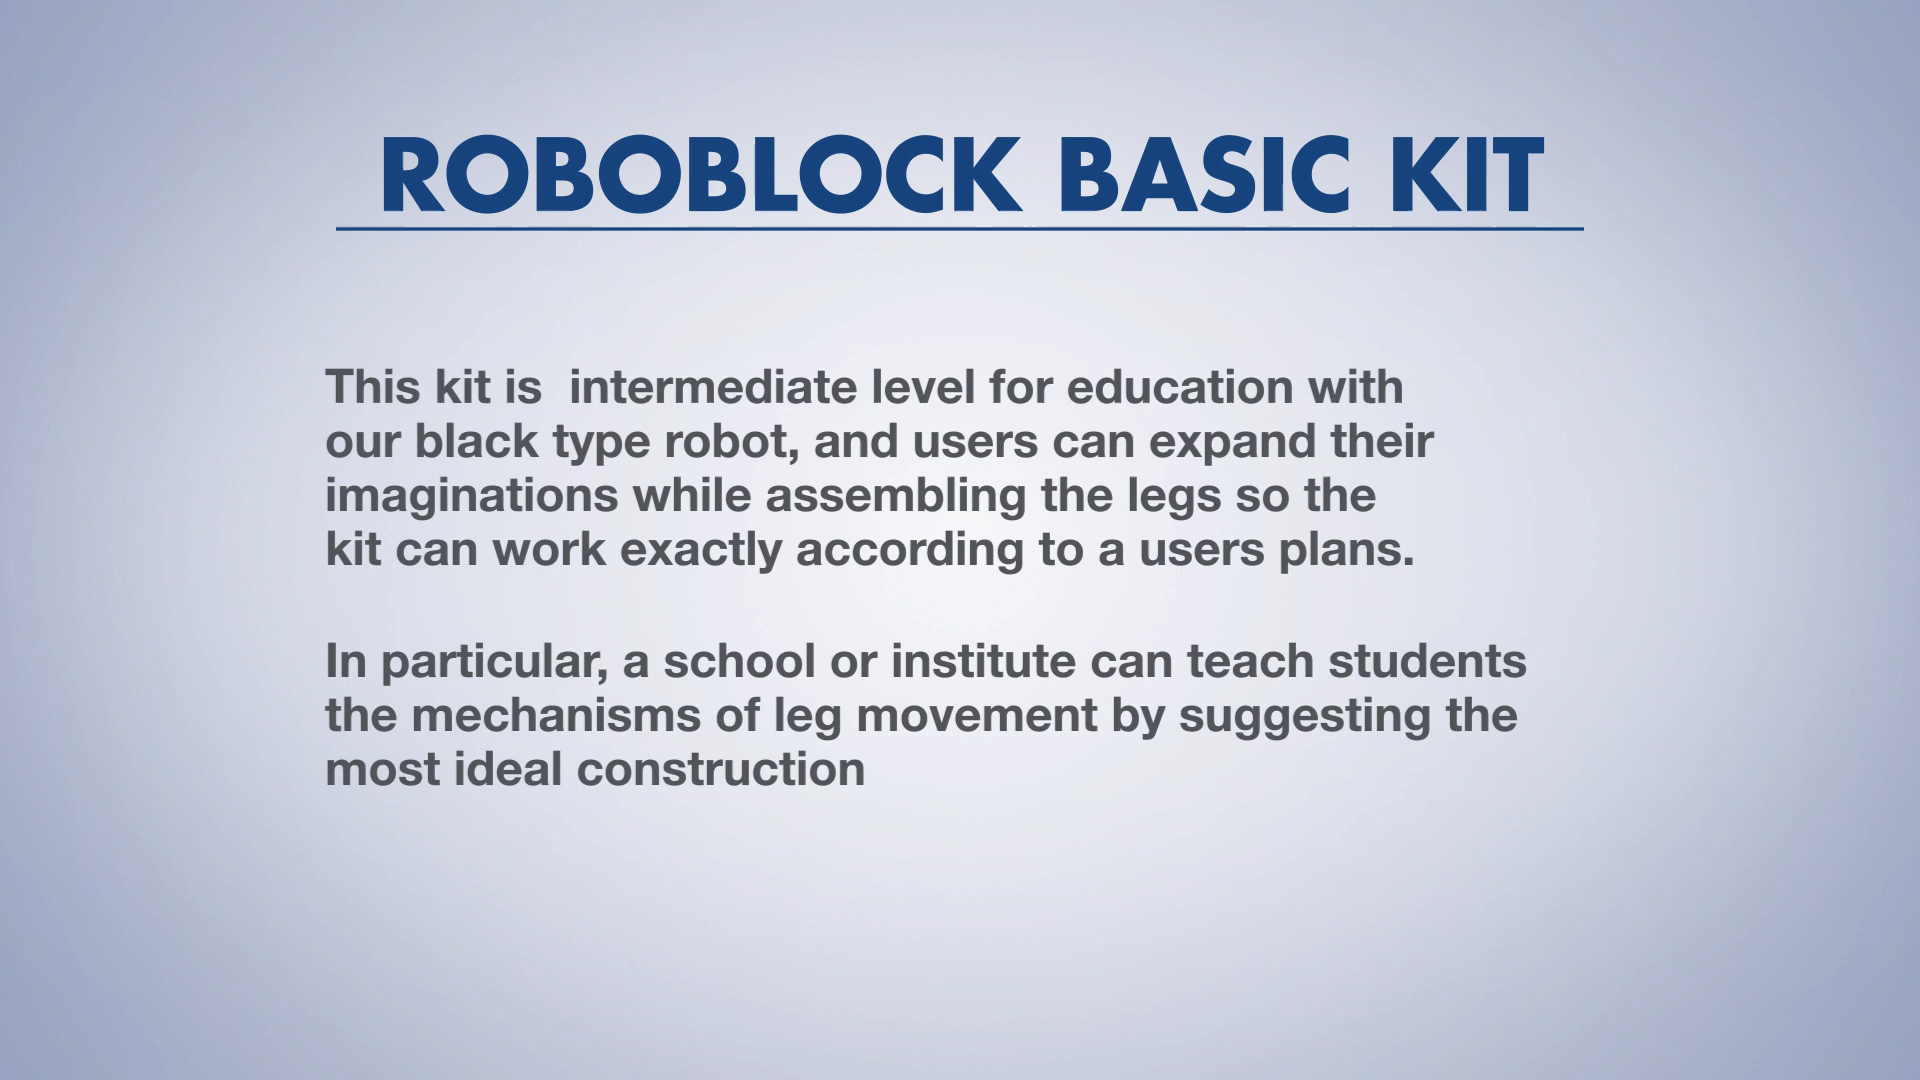 ROBOBLOCK BASIC KIT
This kit is  intermediate level for education with
our black type robot, and users can expand their
imaginations while assembling the legs so the
kit can work exactly according to a users plans.
In particular, a school or institute can teach students
the mechanisms of leg movement by suggesting the
most ideal construction